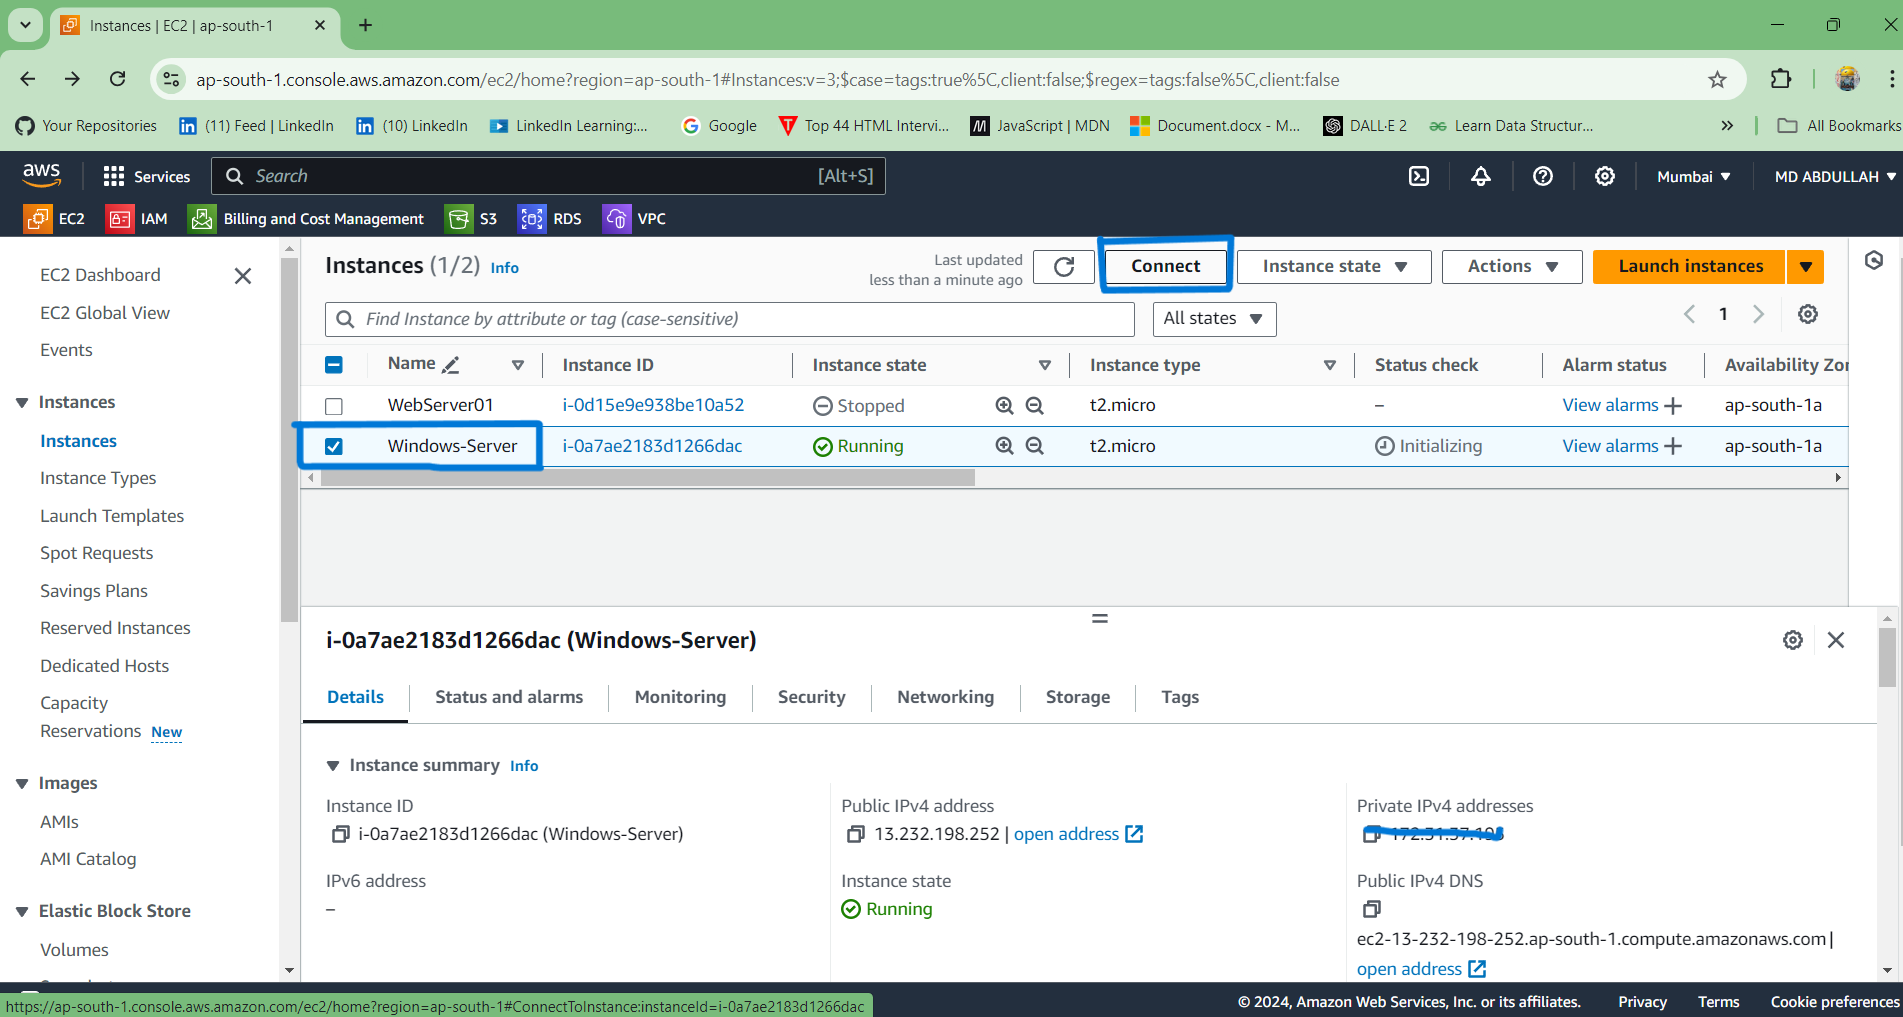 Instances | EC2 | ap-south-1
ap-south-1.console.aws.amazon.com/ec2/home?region=ap-south-1#Instances:v=3;$case=tags:true%5C,client:false;$regex=tags:false%5C,client:false
Your Repositories (11) Feed | LinkedIn (10) LinkedIn LinkedIn Learning:... Google Top 44 HTML Intervi... JavaScript | MDN Document.docx - M... DALL·E 2 Learn Data Structur... » All Bookmarks
aws Services Search [Alt+S] Mumbai MD ABDULLAH
EC2 IAM Billing and Cost Management S3 RDS VPC
EC2 Dashboard
EC2 Global View
Events
Instances
Instances
Instance Types
Launch Templates
Spot Requests
Savings Plans
Reserved Instances
Dedicated Hosts
Capacity
Reservations New
Images
AMIs
AMI Catalog
Elastic Block Store
Volumes
Instances (1/2) Info
Last updated
less than a minute ago
Connect Instance state Actions Launch instances
Find Instance by attribute or tag (case-sensitive) All states 1
Name Instance ID Instance state Instance type Status check Alarm status Availability Zon
WebServer01 i-0d15e9e938be10a52 Stopped t2.micro – View alarms + ap-south-1a
Windows-Server i-0a7ae2183d1266dac Running t2.micro Initializing View alarms + ap-south-1a
i-0a7ae2183d1266dac (Windows-Server)
Details Status and alarms Monitoring Security Networking Storage Tags
Instance summary Info
Instance ID
i-0a7ae2183d1266dac (Windows-Server)
Public IPv4 address
13.232.198.252 | open address
Private IPv4 addresses
IPv6 address
–
Instance state
Running
Public IPv4 DNS
ec2-13-232-198-252.ap-south-1.compute.amazonaws.com |
open address
https://ap-south-1.console.aws.amazon.com/ec2/home?region=ap-south-1#ConnectToInstance:instanceId=i-0a7ae2183d1266dac
© 2024, Amazon Web Services, Inc. or its affiliates. Privacy Terms Cookie preferences